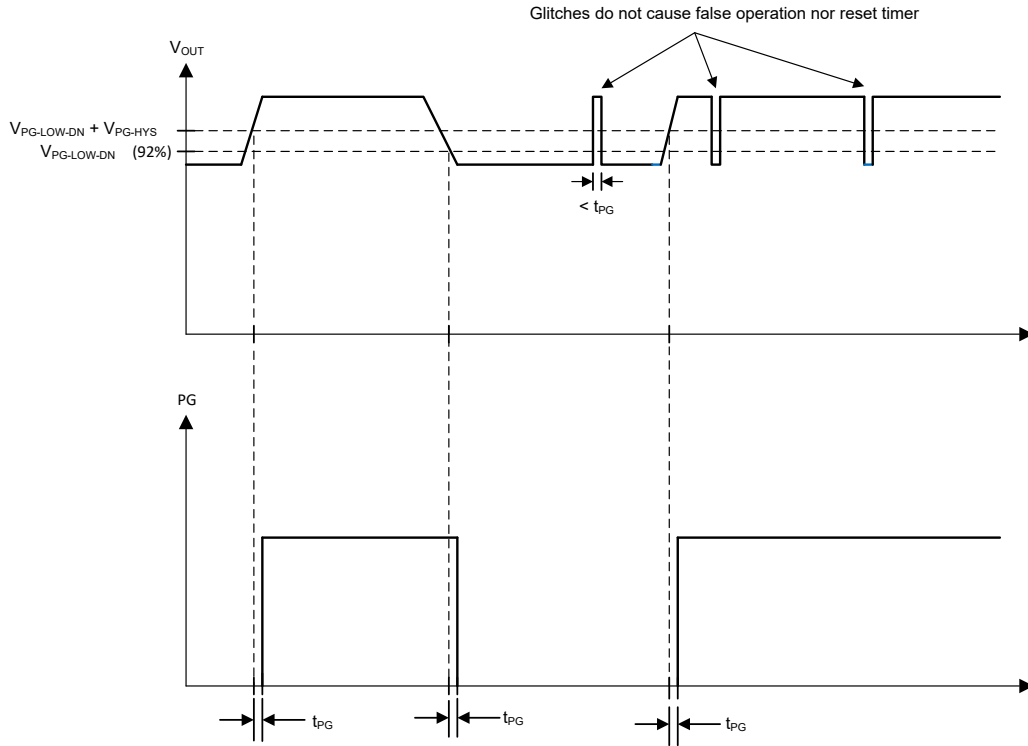 Glitches do not cause false operation nor reset timer
VOUT
VPG-LOW-DN + VPG-HYS
VPG-LOW-DN (92%)
< tPG
PG
tPG
tPG
tPG